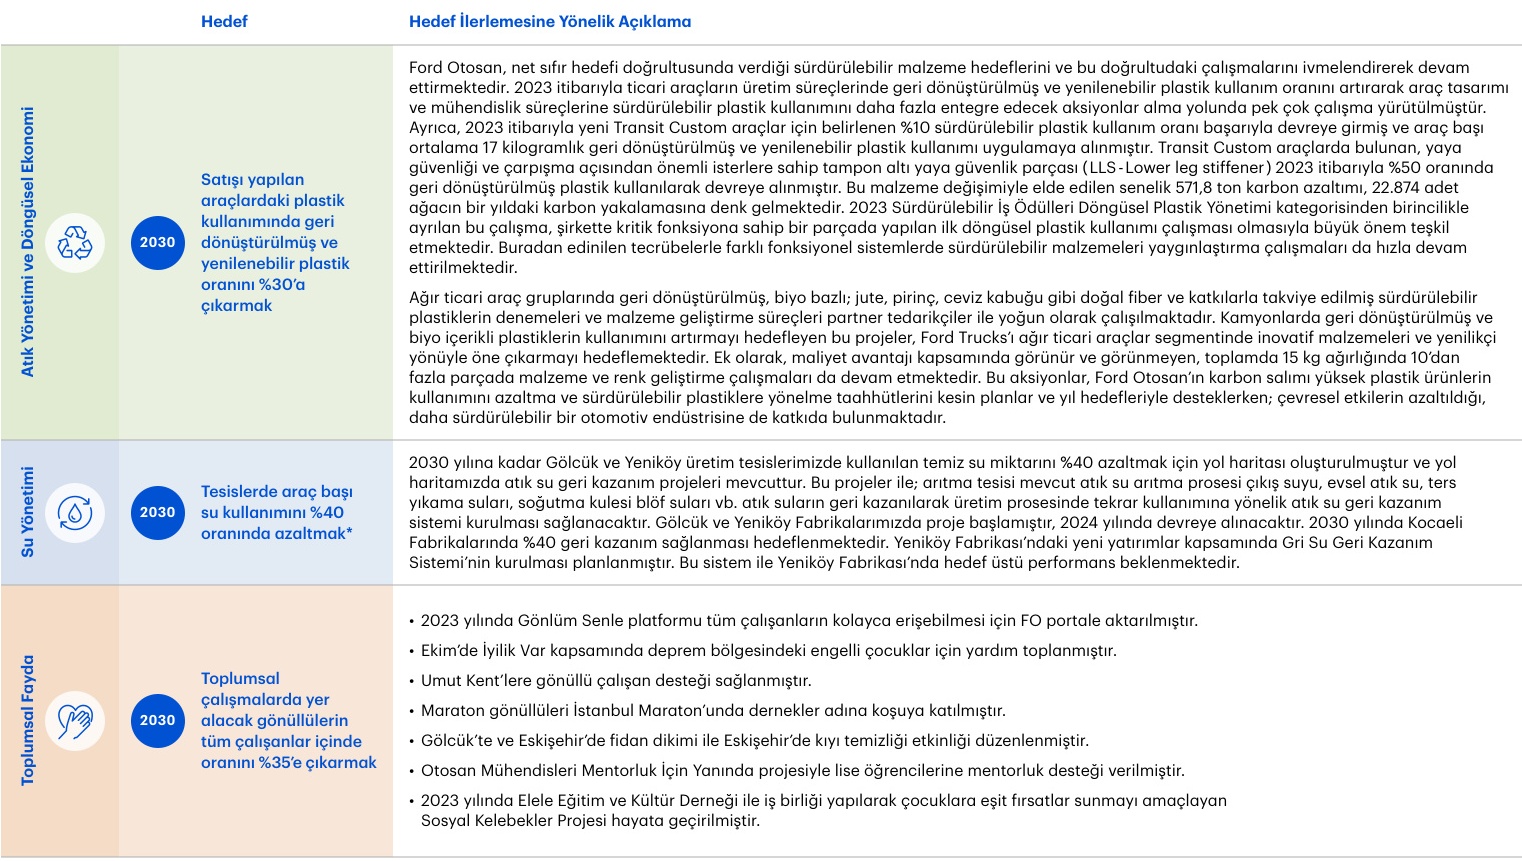 Hedef
Hedef İlerlemesine Yönelik Açıklama
Atık Yönetimi ve Döngüsel Ekonomi
2030
Satışı yapılan
araçlardaki plastik
kullanımında geri
dönüştürülmüş ve
yenilenebilir plastik
oranını %30’a
çıkarmak
Ford Otosan, net sıfır hedefi doğrultusunda verdiği sürdürülebilir malzeme hedeflerini ve bu doğrultudaki çalışmalarını ivmelendirerek devam
ettirmektedir. 2023 itibarıyla ticari araçların üretim süreçlerinde geri dönüştürülmüş ve yenilenebilir plastik kullanım oranını artırarak araç tasarımı
ve mühendislik süreçlerine sürdürülebilir plastik kullanımını daha fazla entegre edecek aksiyonlar alma yolunda pek çok çalışma yürütülmüştür.
Ayrıca, 2023 itibarıyla yeni Transit Custom araçlar için belirlenen %10 sürdürülebilir plastik kullanım oranı başarıyla devreye girmiş ve araç başı
ortalama 17 kilogramlık geri dönüştürülmüş ve yenilenebilir plastik kullanımı uygulamaya alınmıştır. Transit Custom araçlarda bulunan, yaya
güvenliği ve çarpışma açısından önemli isterlere sahip tampon altı yaya güvenlik parçası (LLS-Lower leg stiffener) 2023 itibarıyla %50 oranında
geri dönüştürülmüş plastik kullanılarak devreye alınmıştır. Bu malzeme değişimiyle elde edilen senelik 571,8 ton karbon azaltımı, 22.874 adet
ağacın bir yıldaki karbon yakalamasına denk gelmektedir. 2023 Sürdürülebilir İş Ödülleri Döngüsel Plastik Yönetimi kategorisinden birincilikle
ayrılan bu çalışma, şirkette kritik fonksiyona sahip bir parçada yapılan ilk döngüsel plastik kullanımı çalışması olmasıyla büyük önem teşkil
etmektedir. Buradan edinilen tecrübelerle farklı fonksiyonel sistemlerde sürdürülebilir malzemeleri yaygınlaştırma çalışmaları da hızla devam
ettirilmektedir.
Ağır ticari araç gruplarında geri dönüştürülmüş, biyo bazlı; jute, pirinç, ceviz kabuğu gibi doğal fiber ve katkılarla takviye edilmiş sürdürülebilir
plastiklerin denemeleri ve malzeme geliştirme süreçleri partner tedarikçiler ile yoğun olarak çalışılmaktadır. Kamyonlarda geri dönüştürülmüş ve
biyo içerikli plastiklerin kullanımını artırmayı hedefleyen bu projeler, Ford Trucks’ı ağır ticari araçlar segmentinde inovatif malzemeleri ve yenilikçi
yönüyle öne çıkarmayı hedeflemektedir. Ek olarak, maliyet avantajı kapsamında görünür ve görünmeyen, toplamda 15 kg ağırlığında 10’dan
fazla parçada malzeme ve renk geliştirme çalışmaları da devam etmektedir. Bu aksiyonlar, Ford Otosan’ın karbon salımı yüksek plastik ürünlerin
kullanımını azaltma ve sürdürülebilir plastiklere yönelme taahhütlerini kesin planlar ve yıl hedefleriyle desteklerken; çevresel etkilerin azaltıldığı,
daha sürdürülebilir bir otomotiv endüstrisine de katkıda bulunmaktadır.
Su Yönetimi
2030
Tesislerde araç başı
su kullanımını %40
oranında azaltmak*
2030 yılına kadar Gölcük ve Yeniköy üretim tesislerimizde kullanılan temiz su miktarını %40 azaltmak için yol haritası oluşturulmuştur ve yol
haritamızda atık su geri kazanım projeleri mevcuttur. Bu projeler ile; arıtma tesisi mevcut atık su arıtma prosesi çıkış suyu, evsel atık su, ters
yıkama suları, soğutma kulesi blöf suları vb. atık suların geri kazanılarak üretim prosesinde tekrar kullanımına yönelik atık su geri kazanım
sistemi kurulması sağlanacaktır. Gölcük ve Yeniköy Fabrikalarımızda proje başlamıştır, 2024 yılında devreye alınacaktır. 2030 yılında Kocaeli
Fabrikalarında %40 geri kazanım sağlanması hedeflenmektedir. Yeniköy Fabrikası’ndaki yeni yatırımlar kapsamında Gri Su Geri Kazanım
Sistemi’nin kurulması planlanmıştır. Bu sistem ile Yeniköy Fabrikası’nda hedef üstü performans beklenmektedir.
Toplumsal Fayda
2030
Toplumsal
çalışmalarda yer
alacak gönüllülerin
tüm çalışanlar içinde
oranını %35’e çıkarmak
• 2023 yılında Gönlüm Senle platformu tüm çalışanların kolayca erişebilmesi için FO portale aktarılmıştır.
• Ekim’de İyilik Var kapsamında deprem bölgesindeki engelli çocuklar için yardım toplanmıştır.
• Umut Kent’lere gönüllü çalışan desteği sağlanmıştır.
• Maraton gönüllüleri İstanbul Maraton’unda dernekler adına koşuya katılmıştır.
• Gölcük’te ve Eskişehir’de fidan dikimi ile Eskişehir’de kıyı temizliği etkinliği düzenlenmiştir.
• Otosan Mühendisleri Mentorluk İçin Yanında projesiyle lise öğrencilerine mentorluk desteği verilmiştir.
• 2023 yılında Elele Eğitim ve Kültür Derneği ile iş birliği yapılarak çocuklara eşit fırsatlar sunmayı amaçlayan
Sosyal Kelebekler Projesi hayata geçirilmiştir.